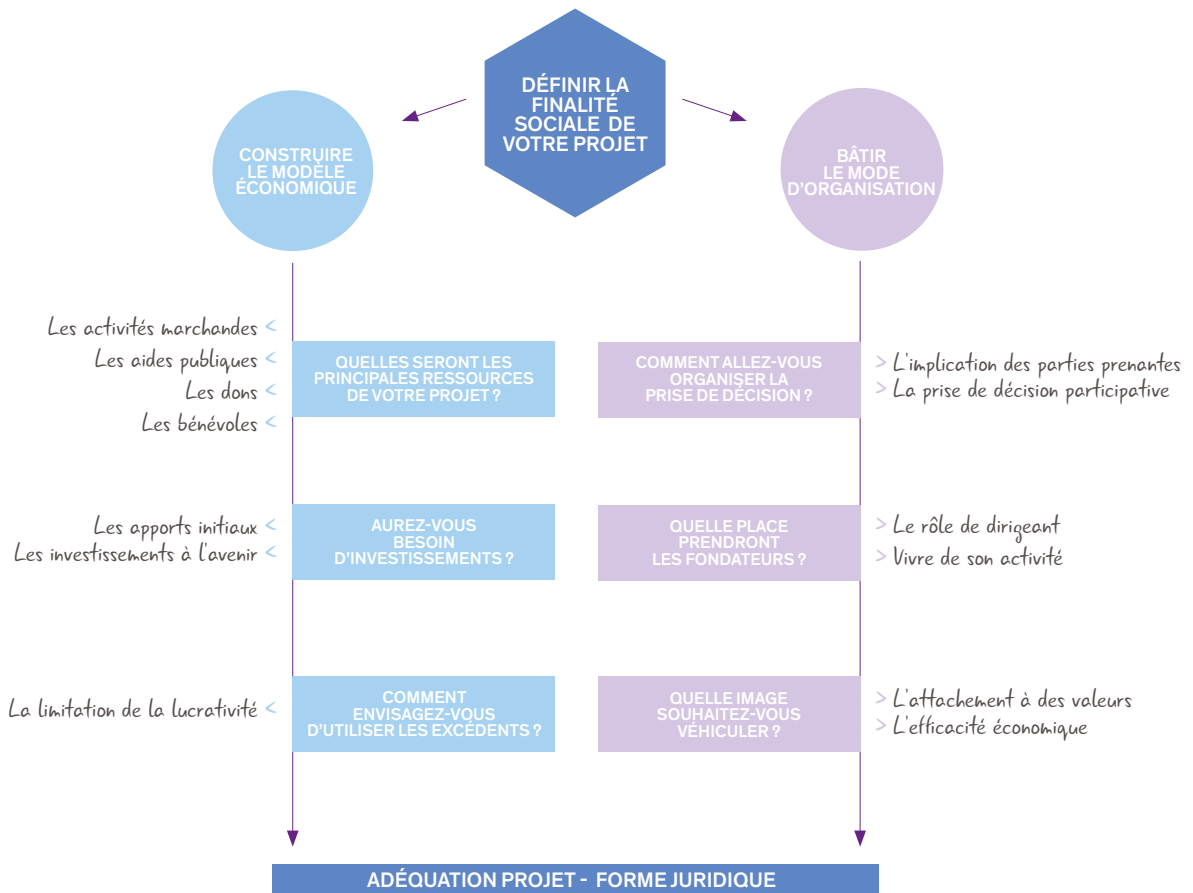 DÉFINIR LA
FINALITÉ
SOCIALE DE
VOTRE PROJET
CONSTRUIRE
LE MODÈLE
ÉCONOMIQUE
BÂTIR
LE MODE
D'ORGANISATION
Les activités marchandes <
Les aides publiques <
Les dons <
Les bénévoles <
QUELLES SERONT LES
PRINCIPALES RESSOURCES
DE VOTRE PROJET ?
COMMENT ALLEZ-VOUS
ORGANISER LA
PRISE DE DÉCISION ?
> L'implication des parties prenantes
> La prise de décision participative
Les apports initiaux <
Les investissements à l'avenir <
AUREZ-VOUS
BESOIN
D'INVESTISSEMENTS ?
QUELLE PLACE
PRENDRONT
LES FONDATEURS ?
> Le rôle de dirigeant
> Vivre de son activité
La limitation de la lucrativité <
COMMENT
ENVISAGEZ-VOUS
D'UTILISER LES EXCÉDENTS ?
QUELLE IMAGE
SOUHAITEZ-VOUS
VÉHICULER ?
> L'attachement à des valeurs
> L'efficacité économique
ADÉQUATION PROJET - FORME JURIDIQUE